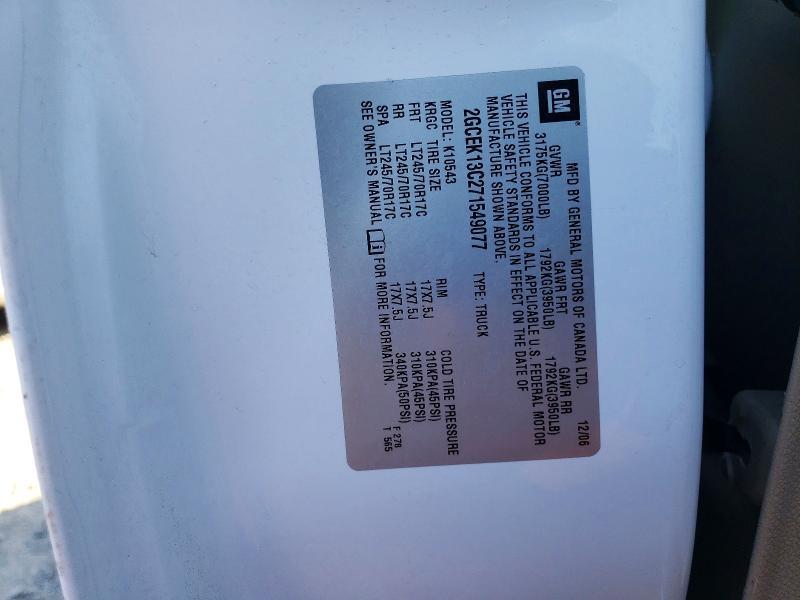 GM
MFD BY GENERAL MOTORS OF CANADA LTD. 12/06
GVWR GAWR FRT GAWR RR
3175KG(7000LB) 1792KG(3950LB) 1792KG(3950LB)
THIS VEHICLE CONFORMS TO ALL APPLICABLE U.S. FEDERAL MOTOR
VEHICLE SAFETY STANDARDS IN EFFECT ON THE DATE OF
MANUFACTURE SHOWN ABOVE.
2GCEK13C271549077 TYPE: TRUCK
MODEL: K10543
KRGC TIRE SIZE RIM COLD TIRE PRESSURE
FRT LT245/70R17C 17X7.5J 310KPA(45PSI)
RR LT245/70R17C 17X7.5J 310KPA(45PSI)
SPA LT245/70R17C 17X7.5J 340KPA(50PSI) F 278
SEE OWNER'S MANUAL FOR MORE INFORMATION. T 565